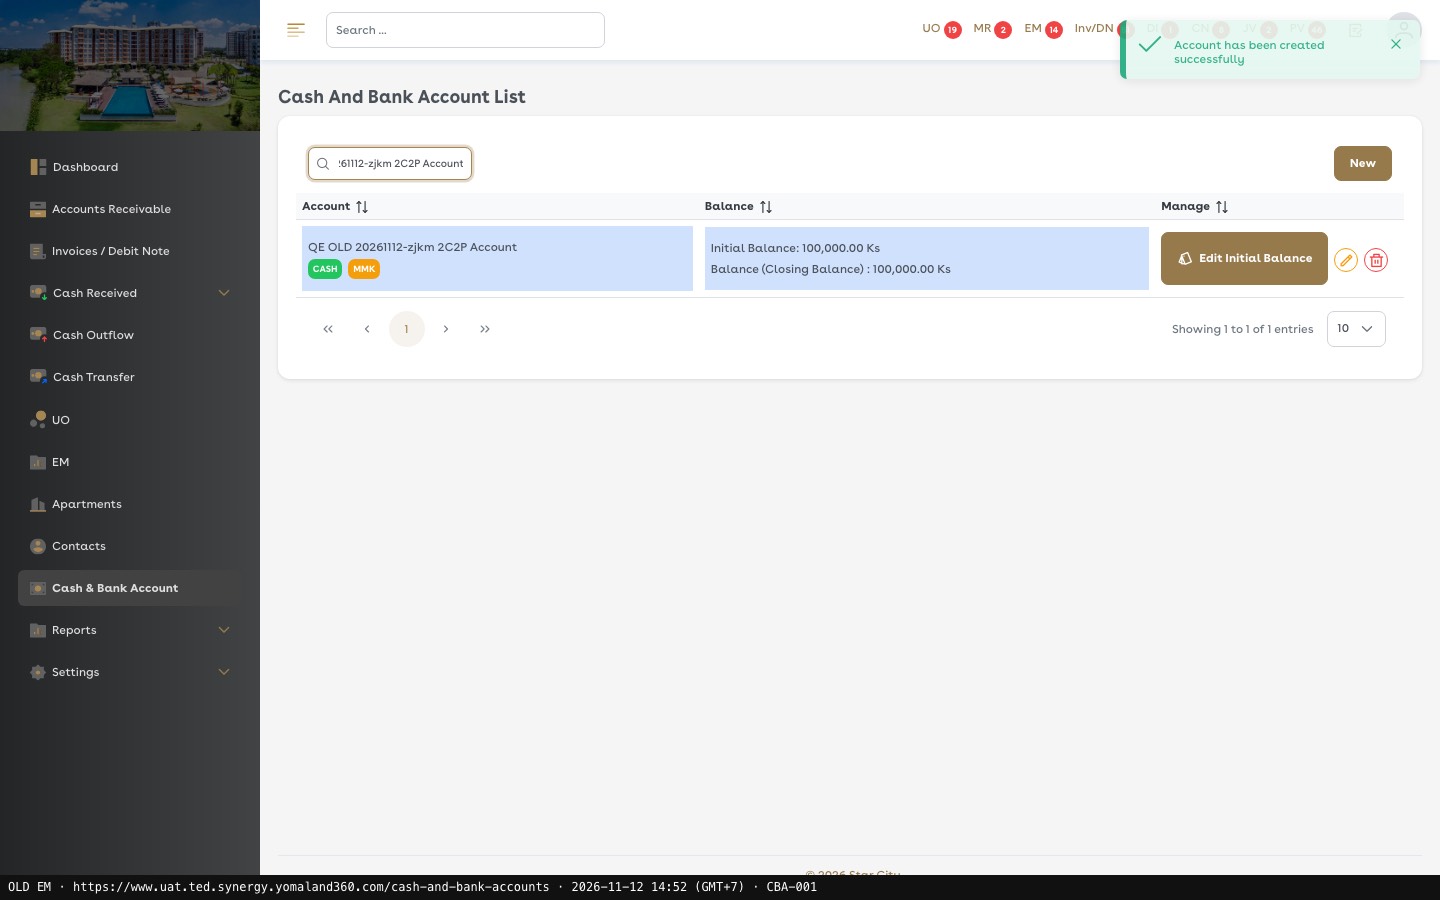 Search ...
UO 19 MR 2 EM 14 Inv/DN
Account has been created
successfully
Cash And Bank Account List
Dashboard
Accounts Receivable
Invoices / Debit Note
Cash Received
Cash Outflow
Cash Transfer
UO
EM
Apartments
Contacts
Cash & Bank Account
Reports
Settings
61112-zjkm 2C2P Account
New
Account Balance Manage
QE OLD 20261112-zjkm 2C2P Account
CASH MMK
Initial Balance: 100,000.00 Ks
Balance (Closing Balance) : 100,000.00 Ks
Edit Initial Balance
1
Showing 1 to 1 of 1 entries 10
© 2026 Star City
OLD EM · https://www.uat.ted.synergy.yomaland360.com/cash-and-bank-accounts · 2026-11-12 14:52 (GMT+7) · CBA-001